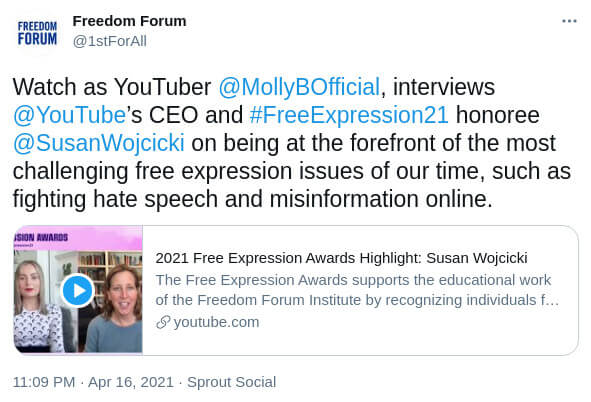 FREEDOM
FORUM
Freedom Forum
@1stForAll
Watch as YouTuber @MollyBOfficial, interviews
@YouTube’s CEO and #FreeExpression21 honoree
@SusanWojcicki on being at the forefront of the most
challenging free expression issues of our time, such as
fighting hate speech and misinformation online.
SSION AWARDS
2021 Free Expression Awards Highlight: Susan Wojcicki
The Free Expression Awards supports the educational work
of the Freedom Forum Institute by recognizing individuals f…
youtube.com
11:09 PM · Apr 16, 2021 · Sprout Social